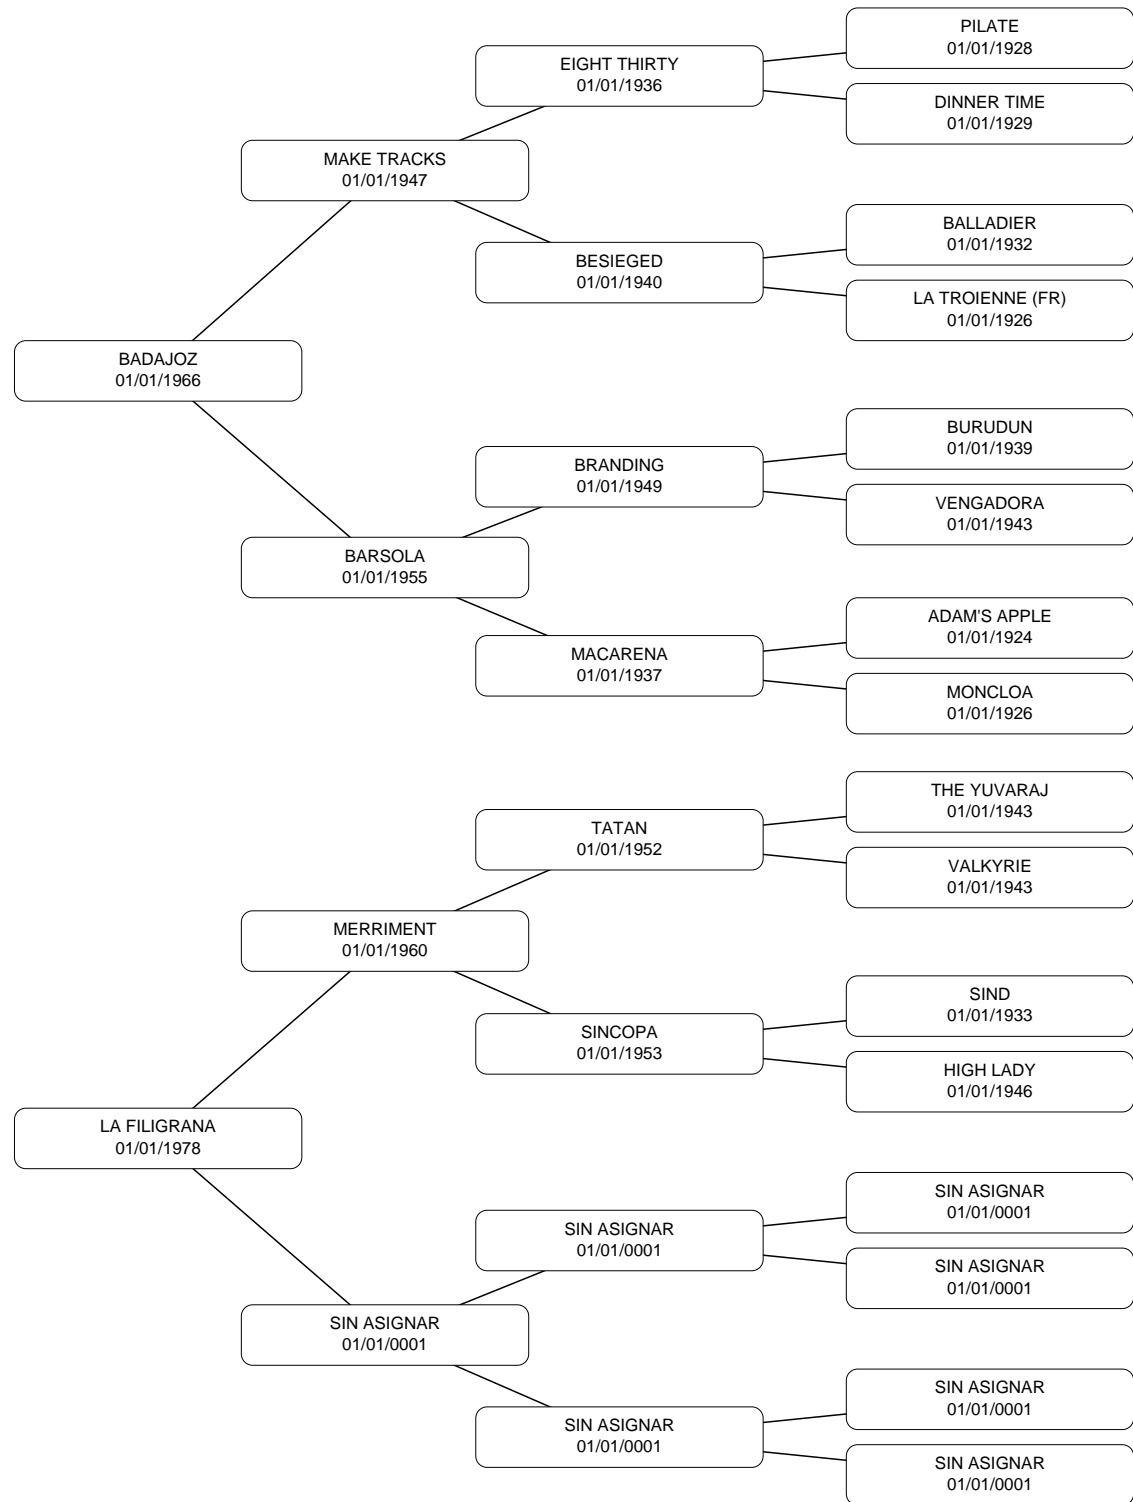 PILATE
01/01/1928
EIGHT THIRTY
01/01/1936
DINNER TIME
01/01/1929
MAKE TRACKS
01/01/1947
BALLADIER
01/01/1932
BESIEGED
01/01/1940
LA TROIENNE (FR)
01/01/1926
BADAJOZ
01/01/1966
BURUDUN
01/01/1939
BRANDING
01/01/1949
VENGADORA
01/01/1943
BARSOLA
01/01/1955
ADAM'S APPLE
01/01/1924
MACARENA
01/01/1937
MONCLOA
01/01/1926
THE YUVARAJ
01/01/1943
TATAN
01/01/1952
VALKYRIE
01/01/1943
MERRIMENT
01/01/1960
SIND
01/01/1933
SINCOPA
01/01/1953
HIGH LADY
01/01/1946
LA FILIGRANA
01/01/1978
SIN ASIGNAR
01/01/0001
SIN ASIGNAR
01/01/0001
SIN ASIGNAR
01/01/0001
SIN ASIGNAR
01/01/0001
SIN ASIGNAR
01/01/0001
SIN ASIGNAR
01/01/0001
SIN ASIGNAR
01/01/0001